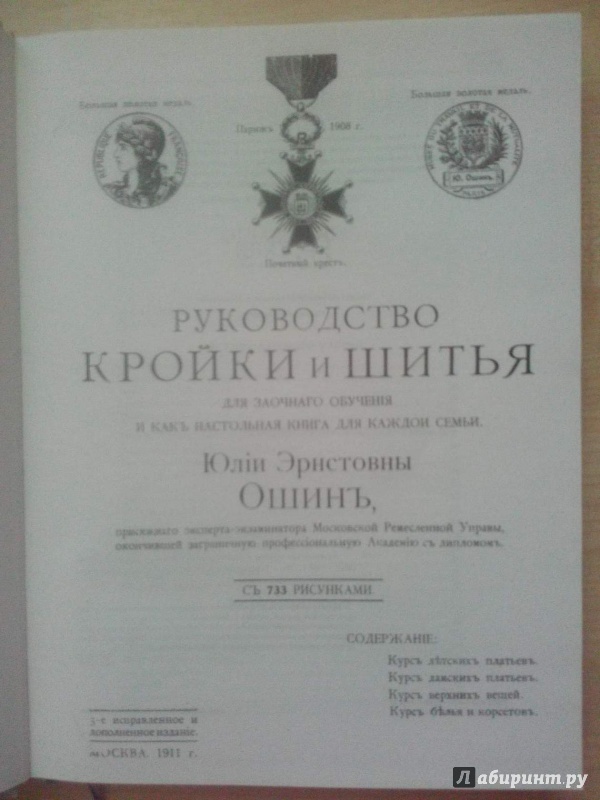 Большая золотая медаль.
Большая золотая медаль.
Парижъ 1908 г.
REPUBLIQUE FRANÇAISE
Ю. Ошинъ.
Почетный крестъ.
РУКОВОДСТВО
КРОЙКИ и ШИТЬЯ
ДЛЯ ЗАОЧНАГО ОБУЧЕНІЯ
И КАКЪ НАСТОЛЬНАЯ КНИГА ДЛЯ КАЖДОЙ СЕМЬИ.
Юліи Эрнстовны
ОШИНЪ,
присяжнаго эксперта-экзаминатора Московской Ремесленной Управы,
окончившей заграничную профессіональную Академію съ дипломомъ.
СЪ 733 РИСУНКАМИ
СОДЕРЖАНІЕ:
Курсъ дѣтскихъ платьевъ.
Курсъ дамскихъ платьевъ.
Курсъ верхнихъ вещей.
Курсъ бѣлья и корсетовъ.
3-е исправленное и
дополненное изданіе.
МОСКВА. 1911 г.
Лабиринт.ру